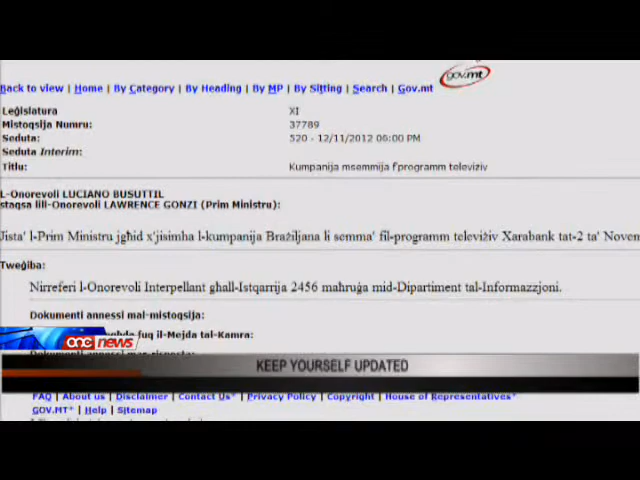 gov.mt
Back to view | Home | By Category | By Heading | By MP | By Sitting | Search | Gov.mt
Leġislatura XI
Mistoqsija Numru: 37789
Seduta: 520 - 12/11/2012 06:00 PM
Seduta Interim:
Titlu: Kumpanija msemmija f'programm televiżiv
L-Onorevoli LUCIANO BUSUTTIL
staqsa lill-Onorevoli LAWRENCE GONZI (Prim Ministru):
Jista' l-Prim Ministru jgħid x'jisimha l-kumpanija Brażiljana li semma' fil-programm televiżiv Xarabank tat-2 ta' Novem
Tweġiba:
Nirreferi l-Onorevoli Interpellant għall-Istqarrija 2456 maħruġa mid-Dipartiment tal-Informazzjoni.
Dokumenti annessi mal-mistoqsija:
fuq il-Mejda tal-Kamra:
one news
KEEP YOURSELF UPDATED
FAQ | About us | Disclaimer | Contact Us* | Privacy Policy | Copyright | House of Representatives*
GOV.MT* | Help | Sitemap